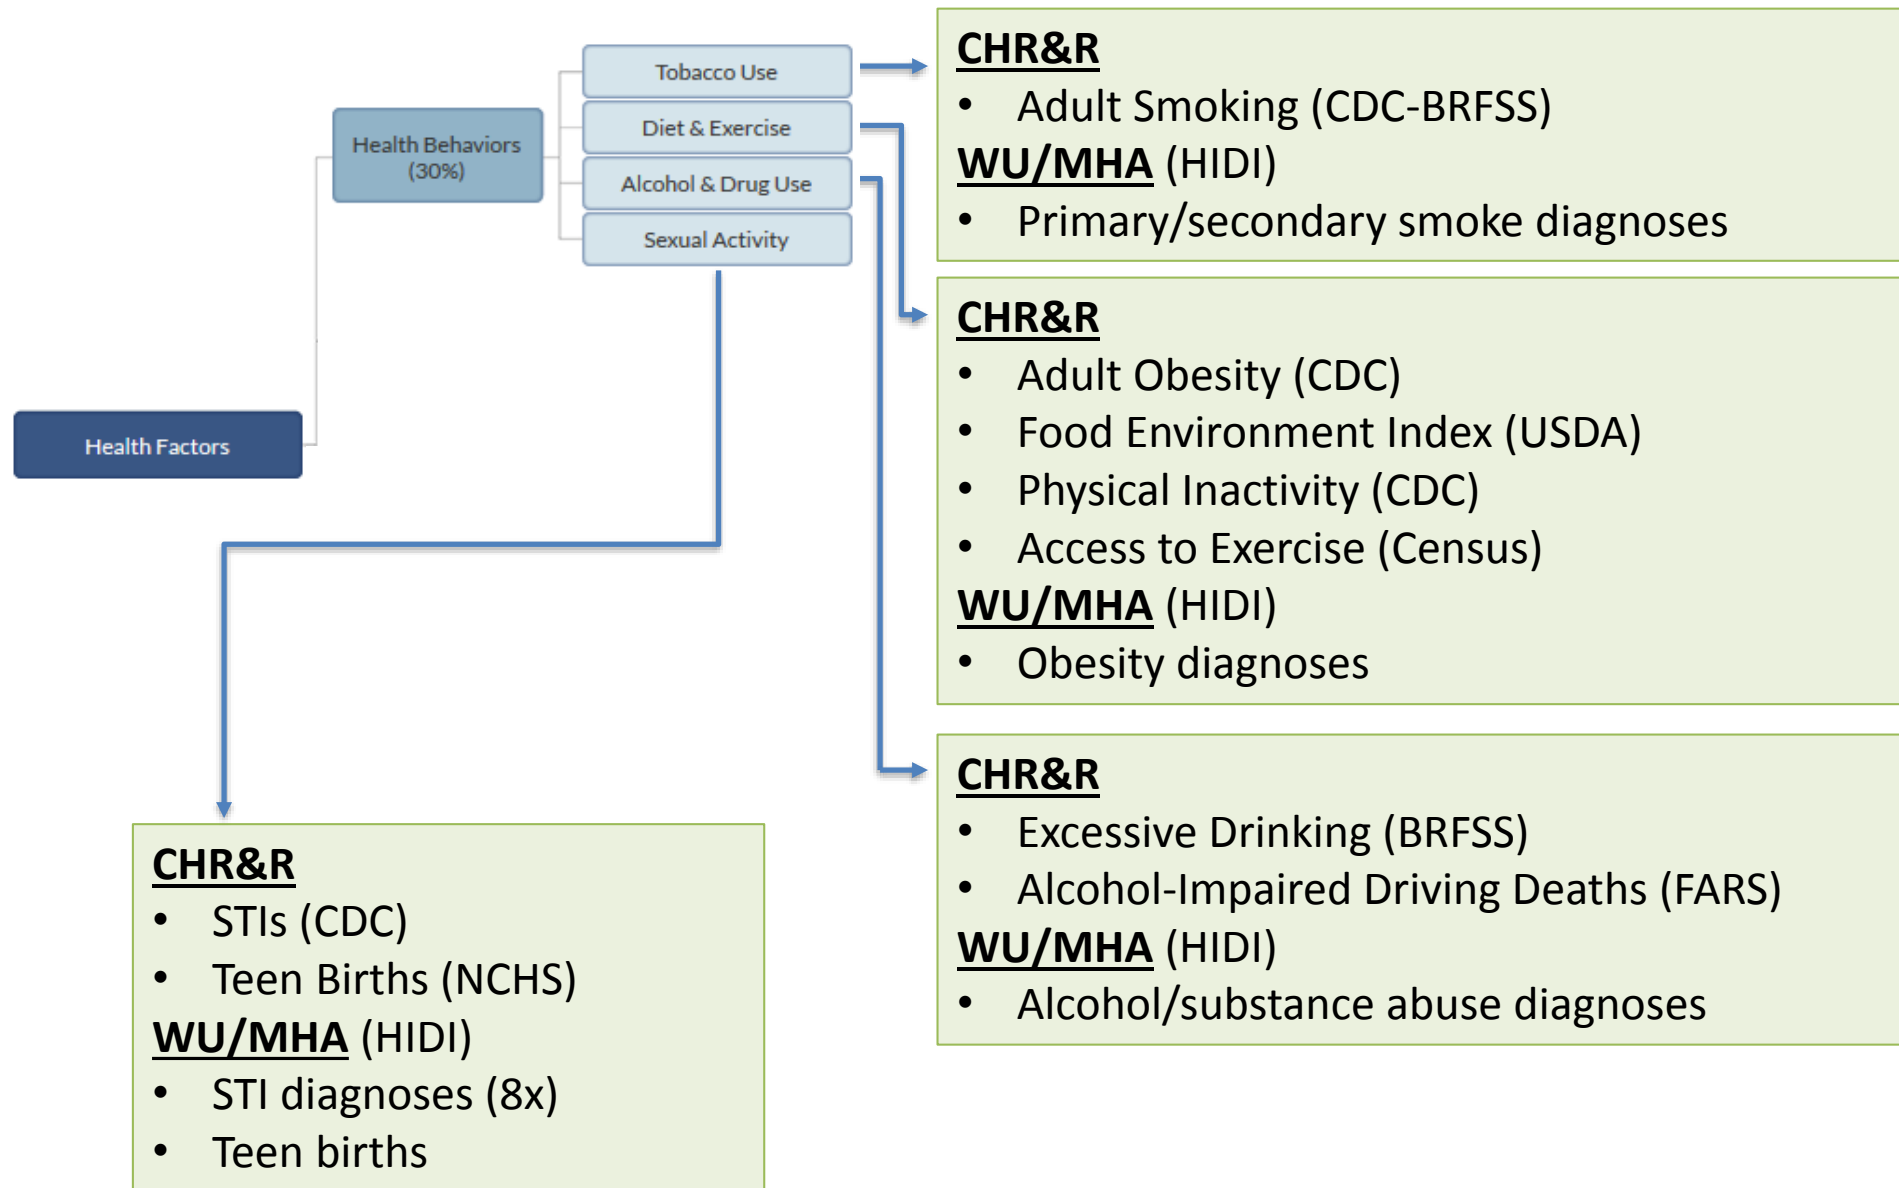 Health Factors
Health Behaviors
(30%)
Tobacco Use
Diet & Exercise
Alcohol & Drug Use
Sexual Activity
CHR&R
• Adult Smoking (CDC-BRFSS)
WU/MHA (HIDI)
• Primary/secondary smoke diagnoses
CHR&R
• Adult Obesity (CDC)
• Food Environment Index (USDA)
• Physical Inactivity (CDC)
• Access to Exercise (Census)
WU/MHA (HIDI)
• Obesity diagnoses
CHR&R
• Excessive Drinking (BRFSS)
• Alcohol-Impaired Driving Deaths (FARS)
WU/MHA (HIDI)
• Alcohol/substance abuse diagnoses
CHR&R
• STIs (CDC)
• Teen Births (NCHS)
WU/MHA (HIDI)
• STI diagnoses (8x)
• Teen births